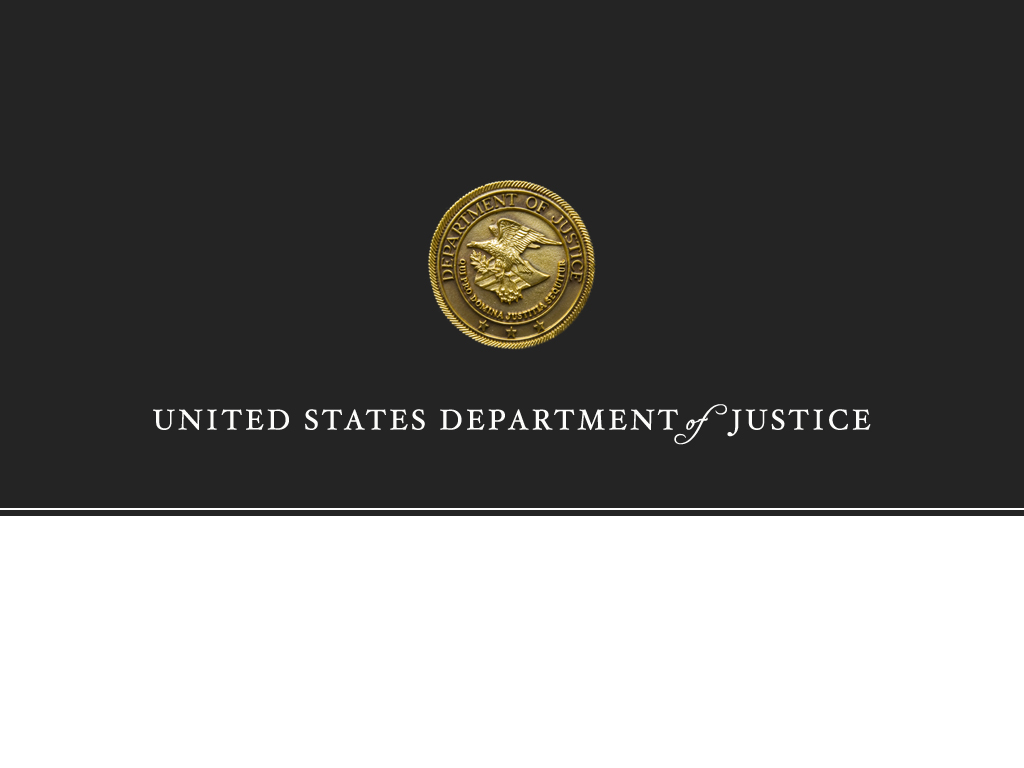 DEPARTMENT OF JUSTICE
QUI PRO DOMINA JUSTITIA SEQUITUR
UNITED STATES DEPARTMENT of JUSTICE